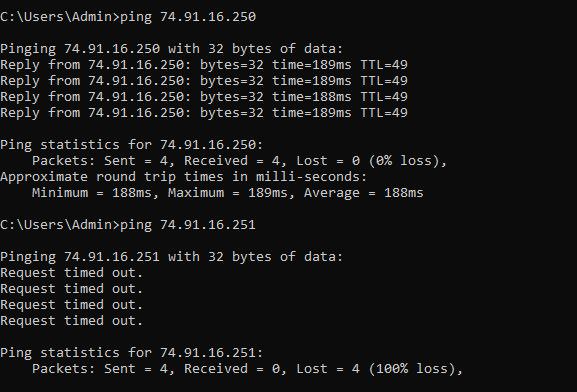 C:\Users\Admin>ping 74.91.16.250
Pinging 74.91.16.250 with 32 bytes of data:
Reply from 74.91.16.250: bytes=32 time=189ms TTL=49
Reply from 74.91.16.250: bytes=32 time=189ms TTL=49
Reply from 74.91.16.250: bytes=32 time=188ms TTL=49
Reply from 74.91.16.250: bytes=32 time=189ms TTL=49
Ping statistics for 74.91.16.250:
    Packets: Sent = 4, Received = 4, Lost = 0 (0% loss),
Approximate round trip times in milli-seconds:
    Minimum = 188ms, Maximum = 189ms, Average = 188ms
C:\Users\Admin>ping 74.91.16.251
Pinging 74.91.16.251 with 32 bytes of data:
Request timed out.
Request timed out.
Request timed out.
Request timed out.
Ping statistics for 74.91.16.251:
    Packets: Sent = 4, Received = 0, Lost = 4 (100% loss),